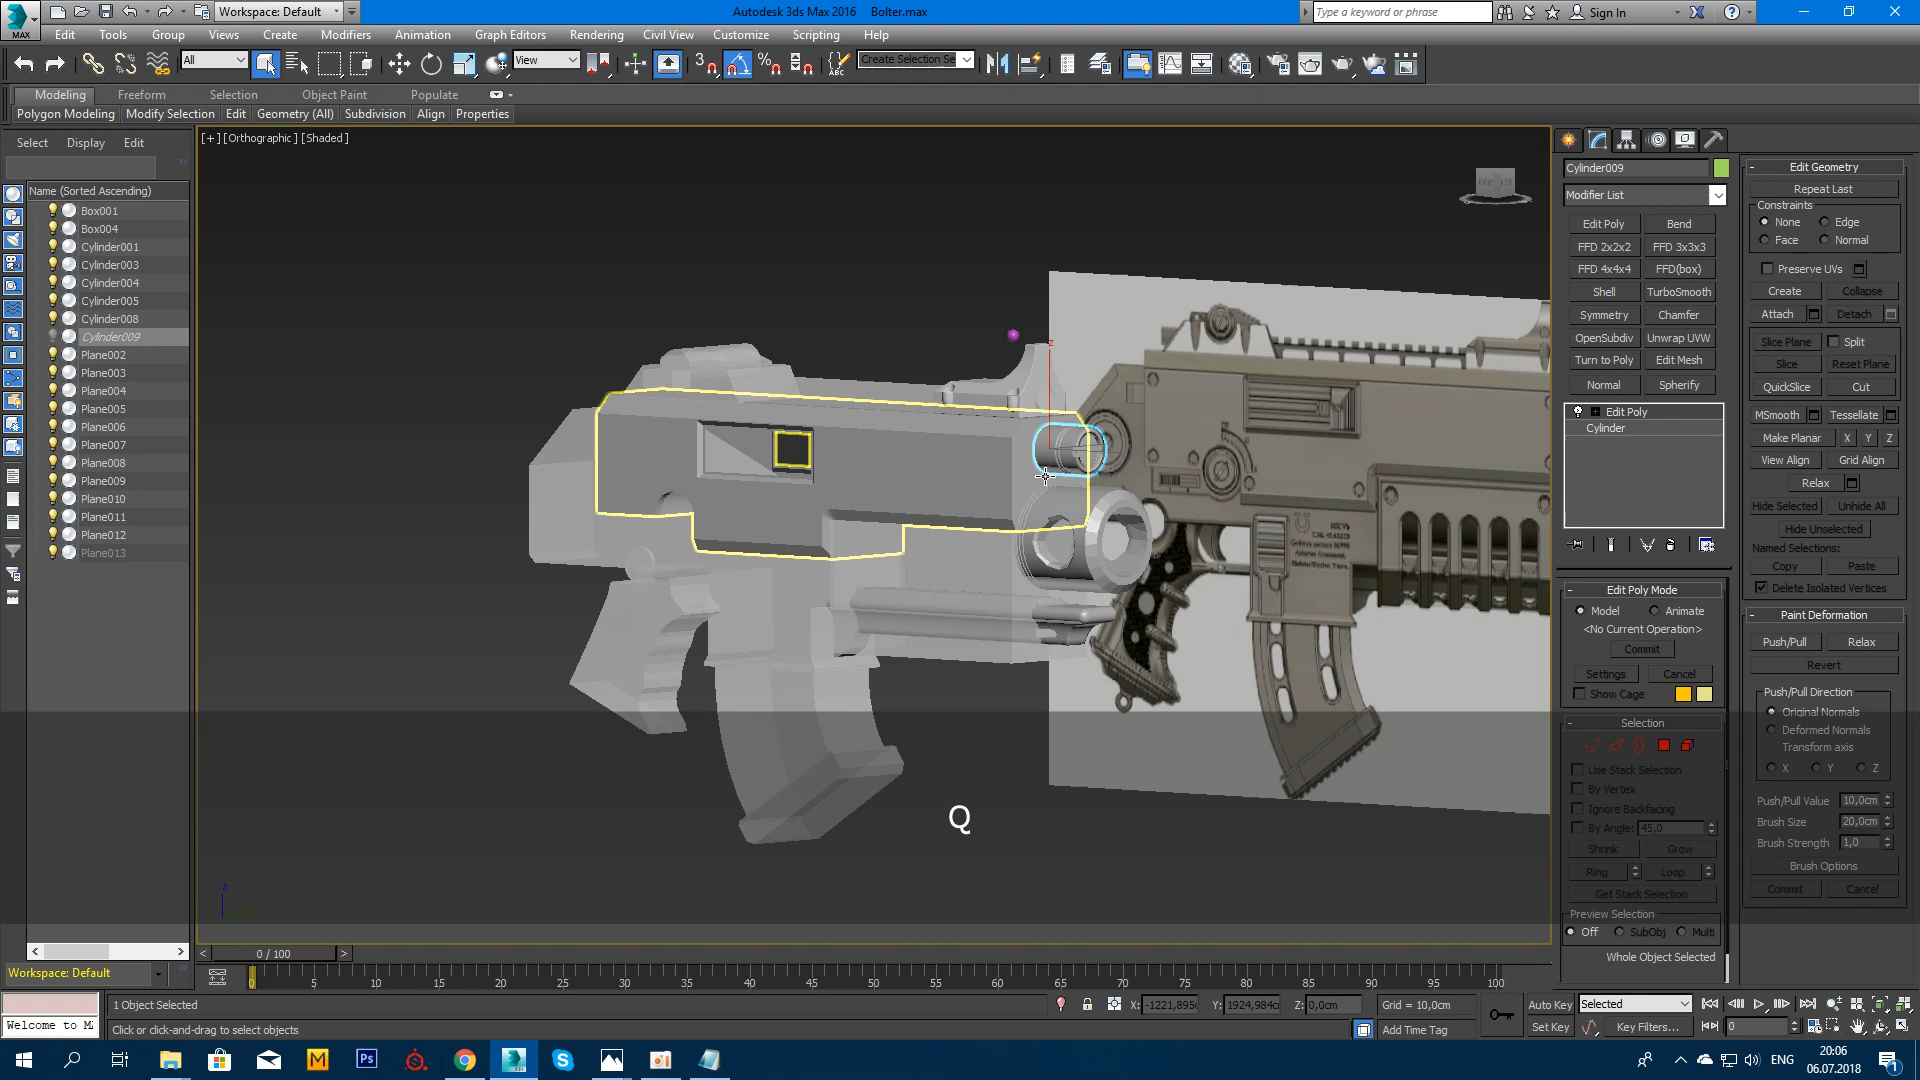 Workspace: Default
Autodesk 3ds Max 2016 Bolter.max
Type a keyword or phrase
Sign In
MAX
Edit Tools Group Views Create Modifiers Animation Graph Editors Rendering Civil View Customize Scripting Help
All
View
Create Selection Se
Modeling Freeform Selection Object Paint Populate
Polygon Modeling Modify Selection Edit Geometry (All) Subdivision Align Properties
Select Display Edit
Name (Sorted Ascending)
Box001
Box004
Cylinder001
Cylinder003
Cylinder004
Cylinder005
Cylinder008
Cylinder009
Plane002
Plane003
Plane004
Plane005
Plane006
Plane007
Plane008
Plane009
Plane010
Plane011
Plane012
Plane013
[+] [Orthographic ] [Shaded ]
Q
Cylinder009
Modifier List
Edit Poly Bend
FFD 2x2x2 FFD 3x3x3
FFD 4x4x4 FFD(box)
Shell TurboSmooth
Symmetry Chamfer
OpenSubdiv Unwrap UVW
Turn to Poly Edit Mesh
Normal Spherify
Edit Poly
Cylinder
Edit Poly Mode
Model Animate
<No Current Operation>
Commit
Settings Cancel
Show Cage
Selection
Use Stack Selection
By Vertex
Ignore Backfacing
By Angle: 45,0
Shrink Grow
Ring Loop
Get Stack Selection
Preview Selection
Off SubObj Multi
Whole Object Selected
Edit Geometry
Repeat Last
Constraints
None Edge
Face Normal
Preserve UVs
Create Collapse
Attach Detach
Slice Plane Split
Slice Reset Plane
QuickSlice Cut
MSmooth Tessellate
Make Planar X Y Z
View Align Grid Align
Relax
Hide Selected Unhide All
Hide Unselected
Named Selections:
Copy Paste
Delete Isolated Vertices
Paint Deformation
Push/Pull Relax
Revert
Push/Pull Direction
Original Normals
Deformed Normals
Transform axis
X Y Z
Push/Pull Value 10,0cm
Brush Size 20,0cm
Brush Strength 1,0
Brush Options
Commit Cancel
0 / 100
Workspace: Default
0 5 10 15 20 25 30 35 40 45 50 55 60 65 70 75 80 85 90 95 100
1 Object Selected
X: -1221,895 Y: 1924,984 Z: 0,0cm
Grid = 10,0cm
Auto Key
Selected
Welcome to M
Click or click-and-drag to select objects
Add Time Tag
Set Key
Key Filters...
0
Ps
ENG
20:06
06.07.2018
1